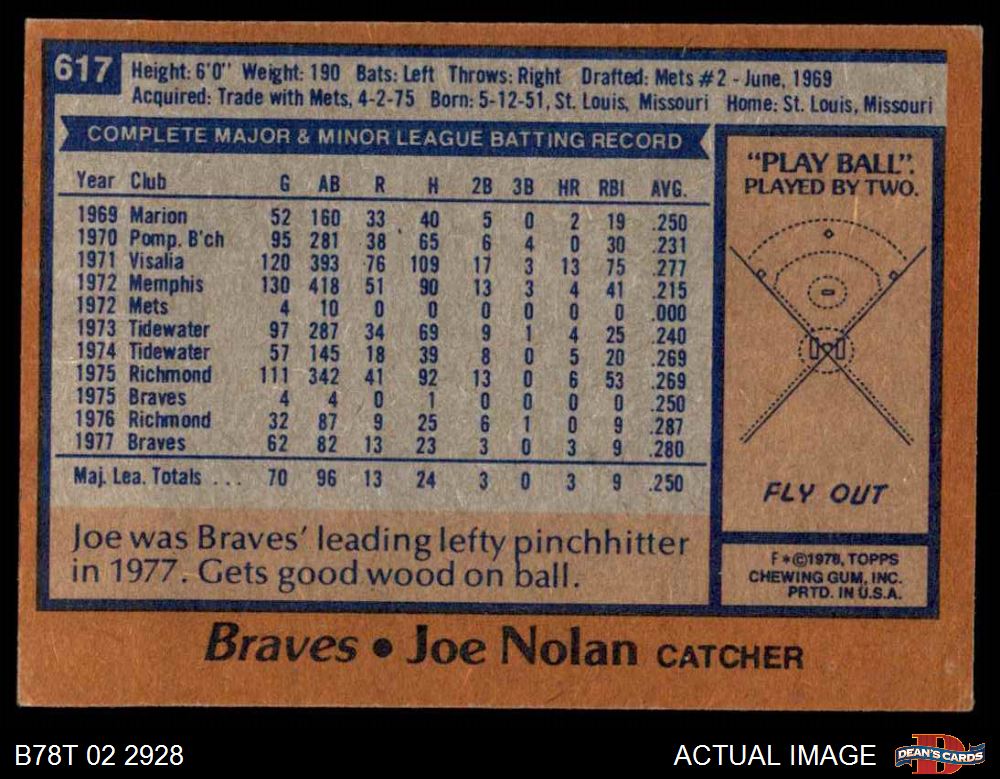 617
Height: 6'0" Weight: 190 Bats: Left Throws: Right Drafted: Mets #2 - June, 1969
Acquired: Trade with Mets, 4-2-75 Born: 5-12-51, St. Louis, Missouri Home: St. Louis, Missouri
COMPLETE MAJOR & MINOR LEAGUE BATTING RECORD
Year Club G AB R H 2B 3B HR RBI AVG.
1969 Marion 52 160 33 40 5 0 2 19 .250
1970 Pomp. B'ch 95 281 38 65 6 4 0 30 .231
1971 Visalia 120 393 76 109 17 3 13 75 .277
1972 Memphis 130 418 51 90 13 3 4 41 .215
1972 Mets 4 10 0 0 0 0 0 0 .000
1973 Tidewater 97 287 34 69 9 1 4 25 .240
1974 Tidewater 57 145 18 39 8 0 5 20 .269
1975 Richmond 111 342 41 92 13 0 6 53 .269
1975 Braves 4 4 0 1 0 0 0 0 .250
1976 Richmond 32 87 9 25 6 1 0 9 .287
1977 Braves 62 82 13 23 3 0 3 9 .280
Maj. Lea. Totals ... 70 96 13 24 3 0 3 9 .250
Joe was Braves' leading lefty pinchhitter
in 1977. Gets good wood on ball.
"PLAY BALL":
PLAYED BY TWO.
FLY OUT
F*©1978, TOPPS
CHEWING GUM, INC.
PRTD. IN U.S.A.
Braves • Joe Nolan CATCHER
B78T 02 2928
ACTUAL IMAGE
D
DEAN'S CARDS